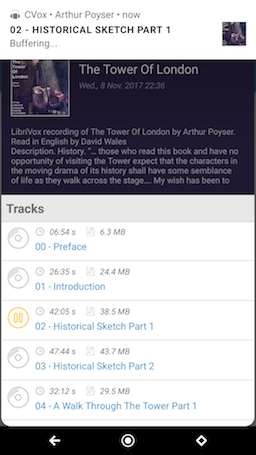 CVox • Arthur Poyser • now
02 - HISTORICAL SKETCH PART 1
Buffering...
The Tower Of London
Wed., 8 Nov. 2017 22:36
LibriVox recording of The Tower Of London by Arthur Poyser.
Read in English by David Wales
Description. History. "... those who read this book and have no
opportunity of visiting the Tower expect that the characters in
the moving drama of its history shall have some semblance
of life as they walk across the stage.... My wish has been to
Tracks
06:54 s 6.3 MB
00 - Preface
26:35 s 24.4 MB
01 - Introduction
42:05 s 38.5 MB
02 - Historical Sketch Part 1
47:44 s 43.7 MB
03 - Historical Sketch Part 2
32:12 s 29.5 MB
04 - A Walk Through The Tower Part 1